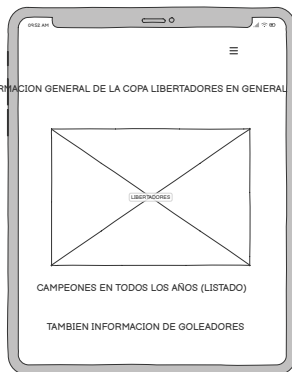 09:52 AM
RMACION GENERAL DE LA COPA LIBERTADORES EN GENERAL
LIBERTADORES
CAMPEONES EN TODOS LOS AÑOS (LISTADO)
TAMBIEN INFORMACION DE GOLEADORES